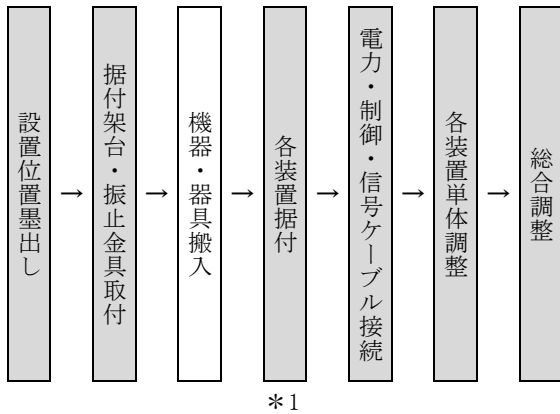 設置位置墨出し
→
据付架台・振止金具取付
→
機器・器具搬入
→
各装置据付
→
電力・制御・信号ケーブル接続
→
各装置単体調整
→
総合調整
＊1